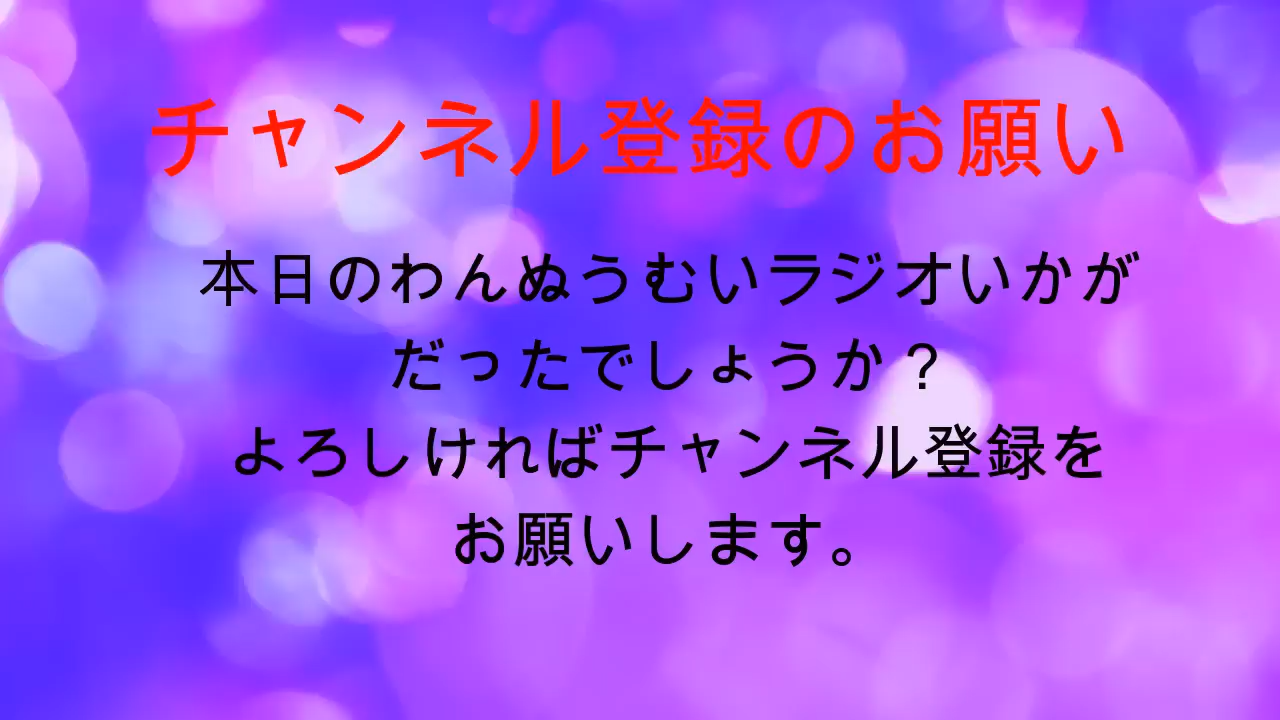 チャンネル登録のお願い
本日のわんぬうむいラジオいかが
だったでしょうか？
よろしければチャンネル登録を
お願いします。